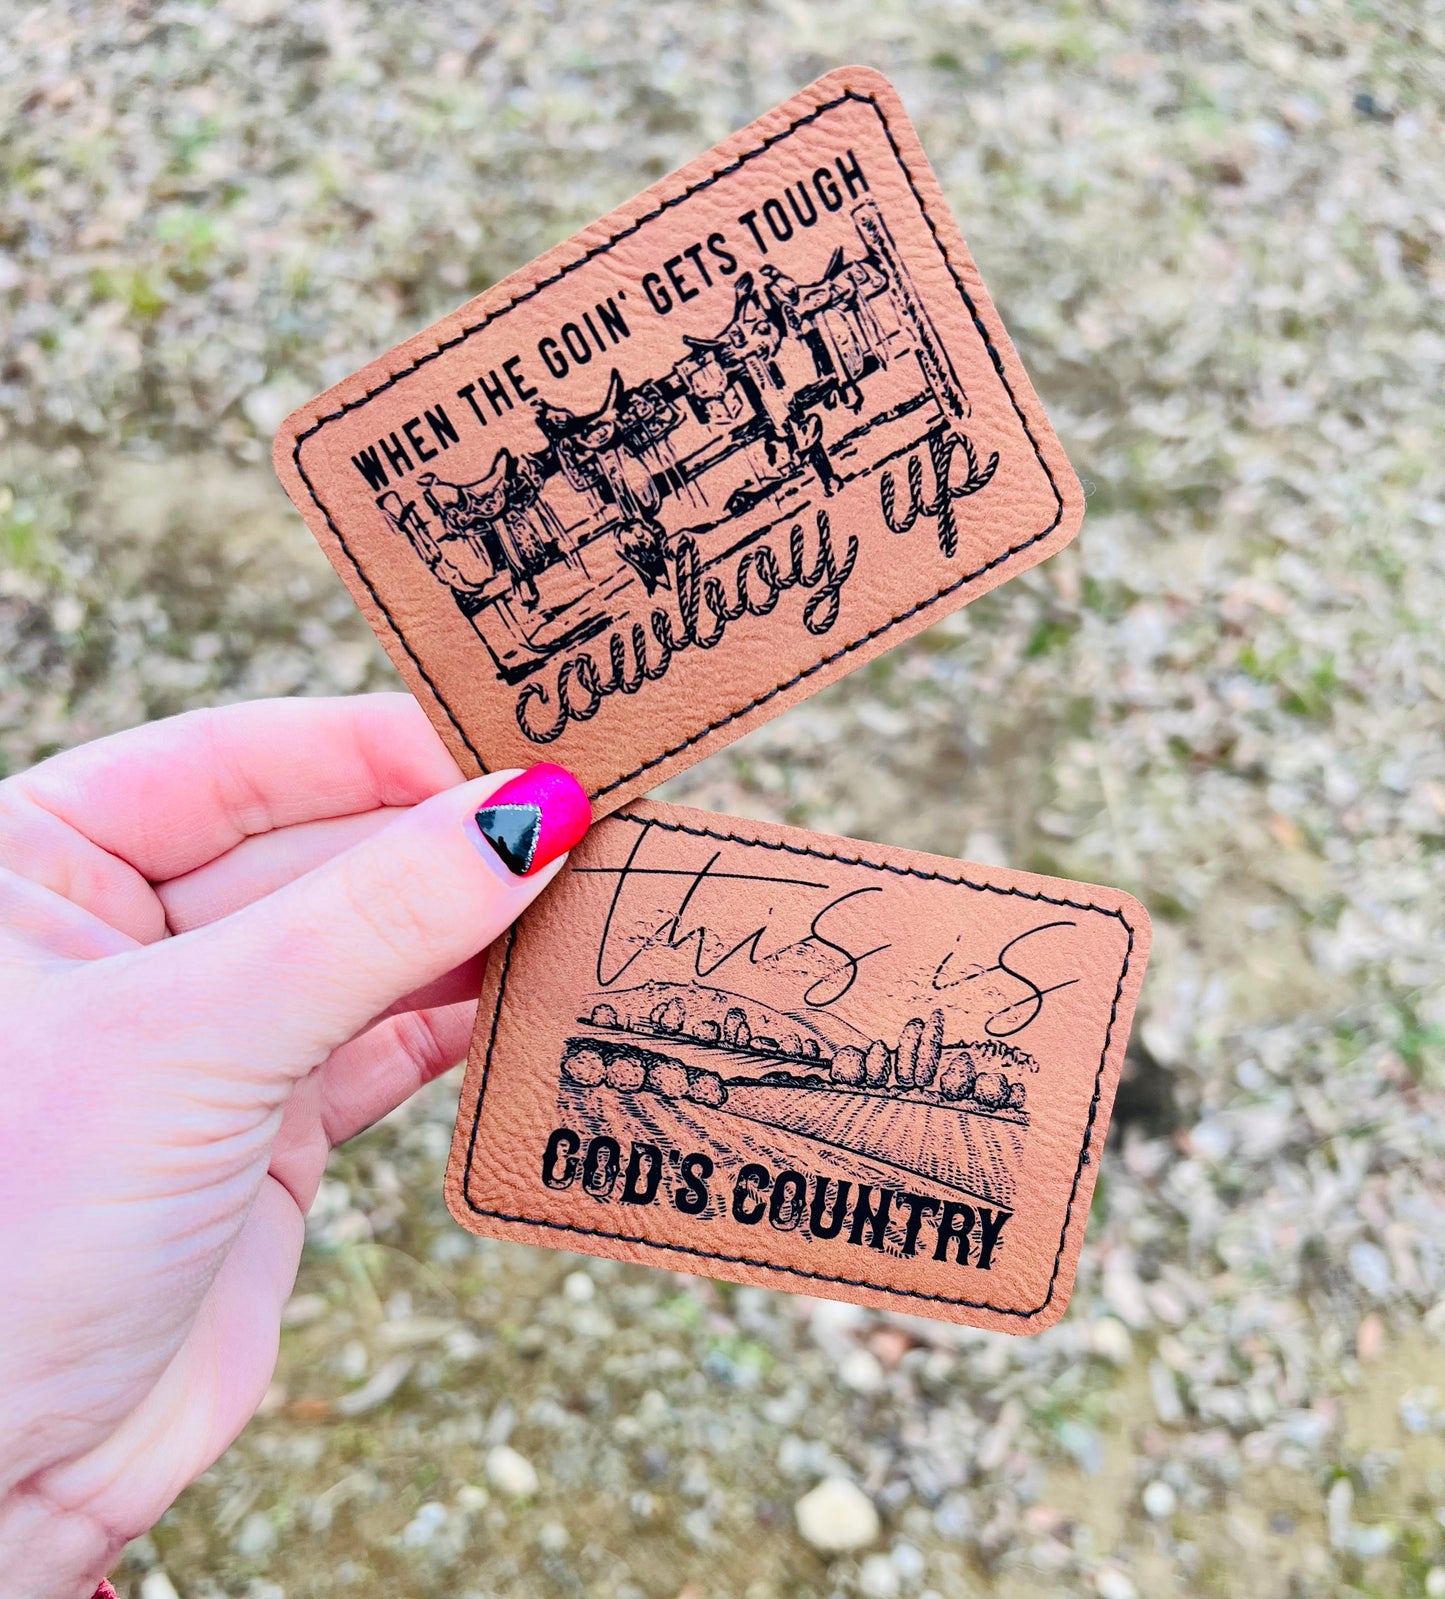 WHEN THE GOIN' GETS TOUGH
cowboy up
This is
GOD'S COUNTRY